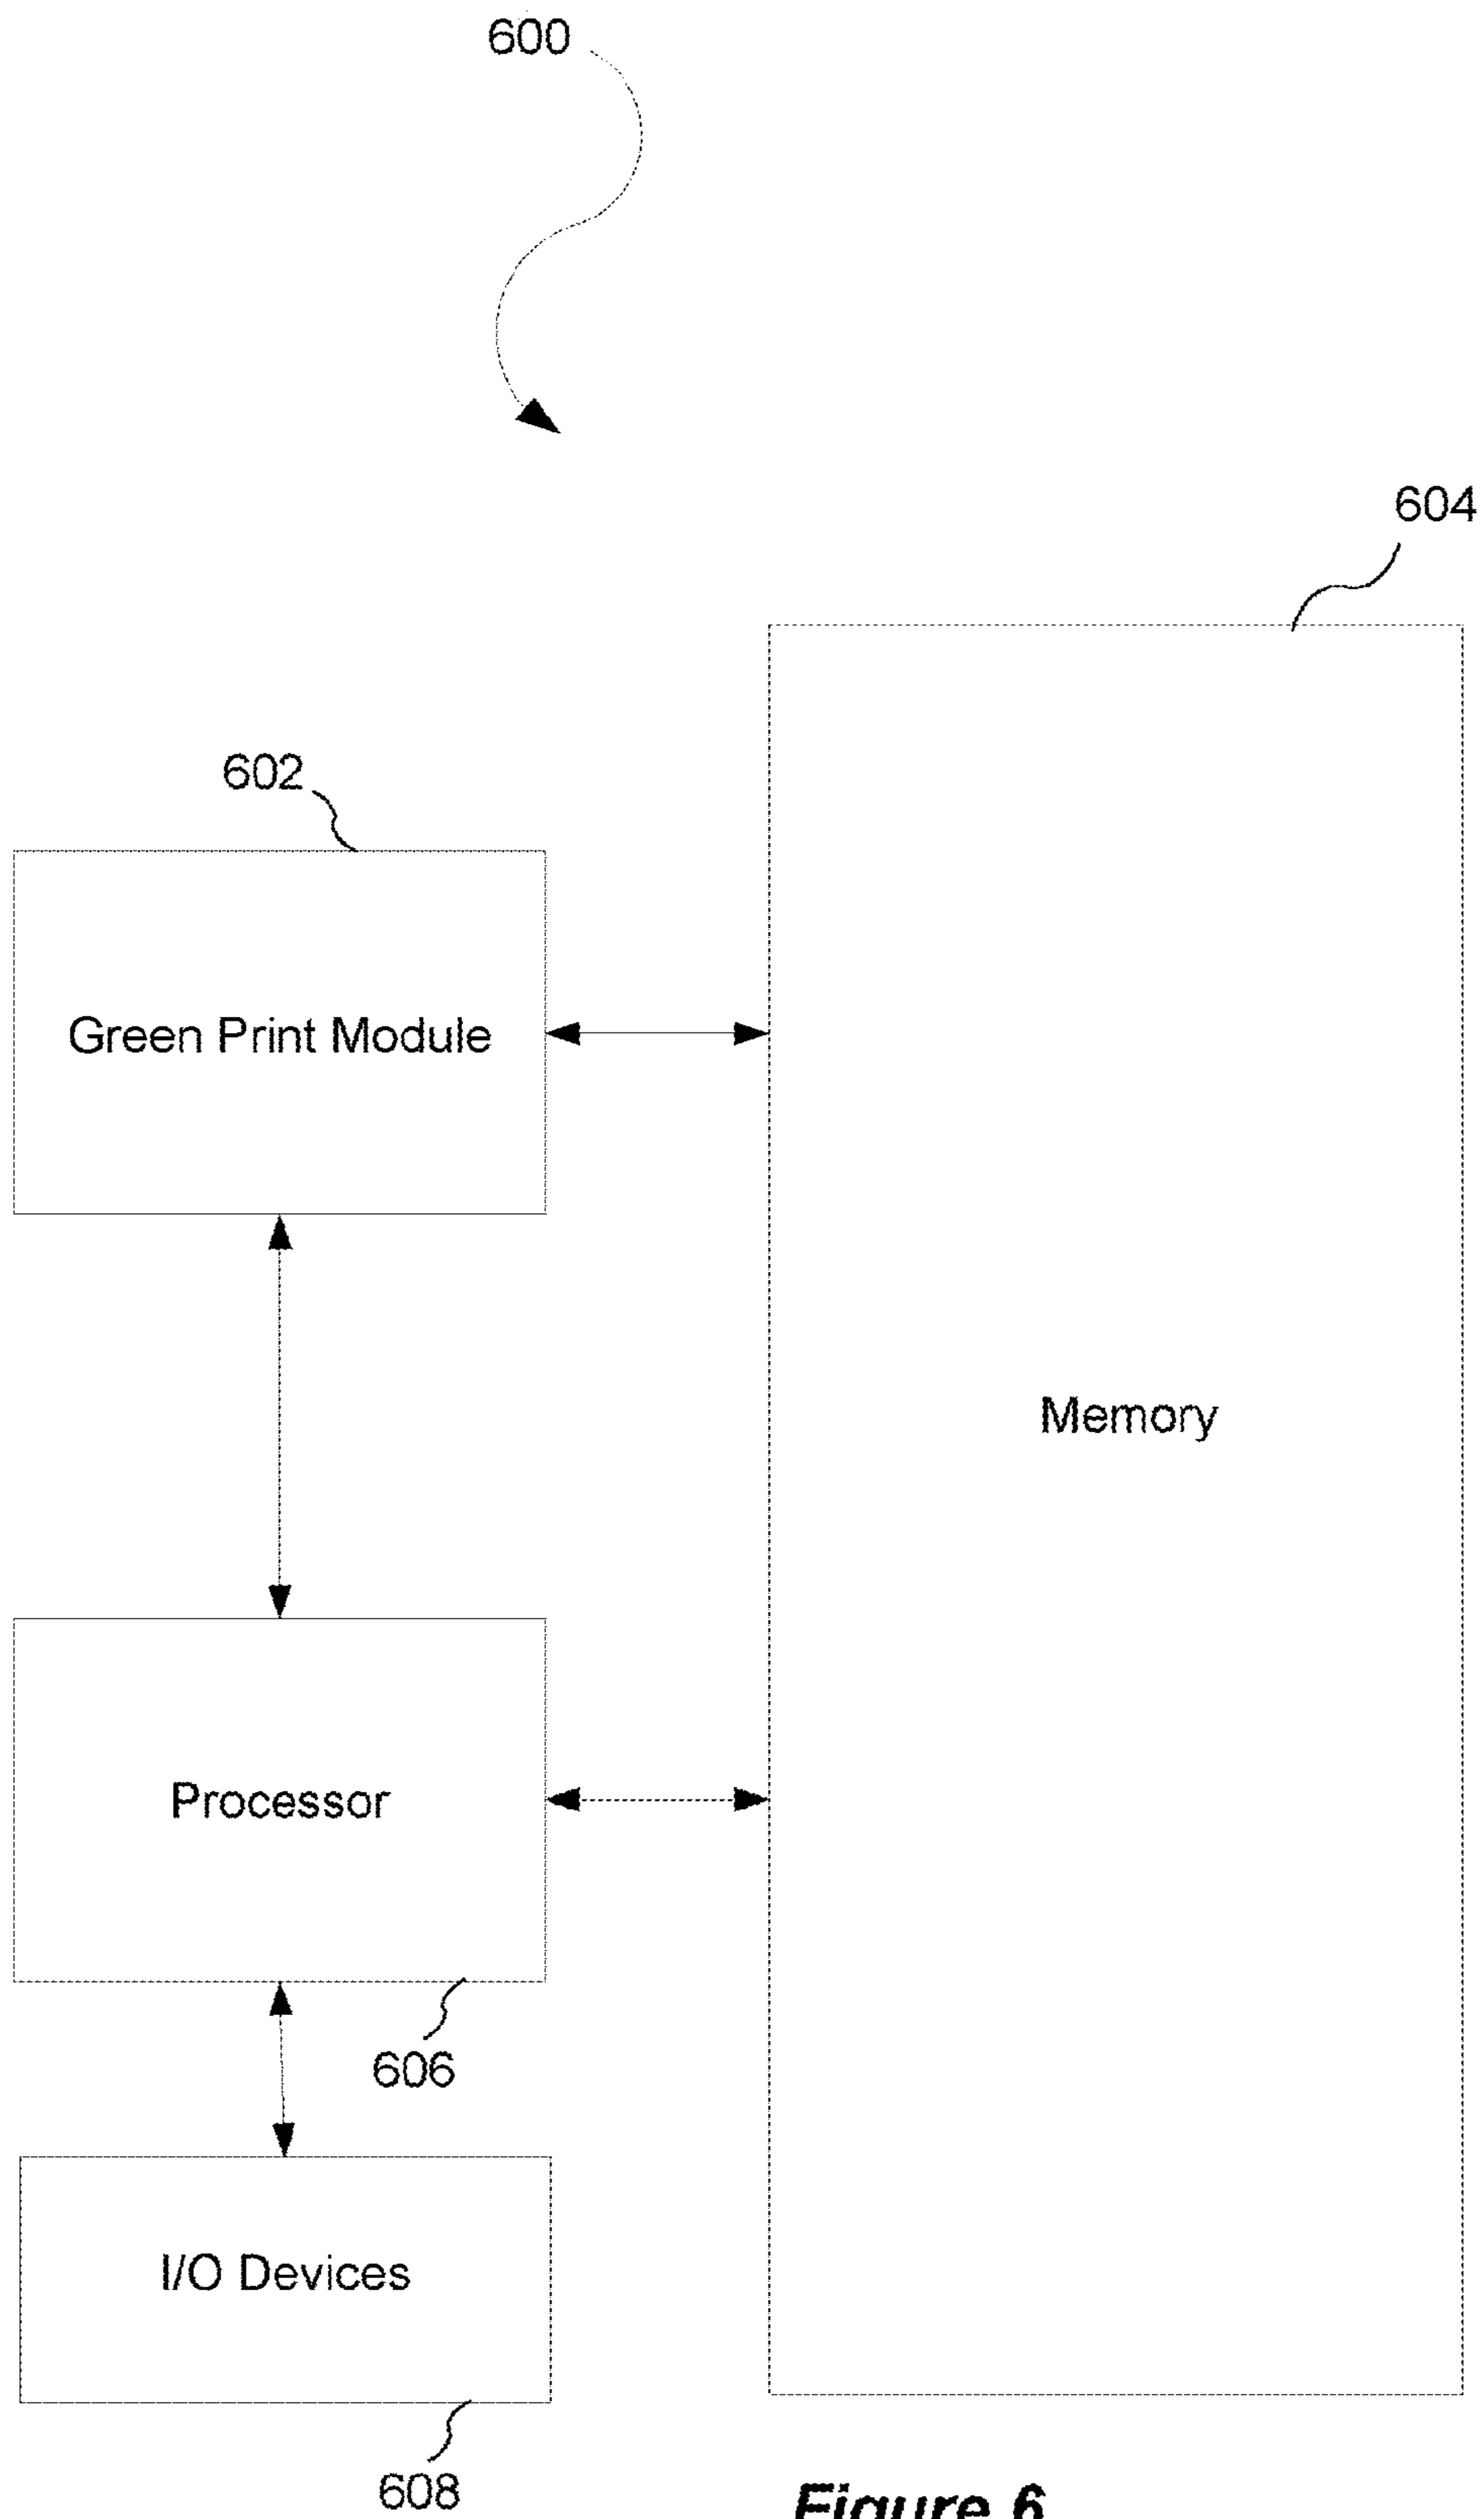 600
604
602
Green Print Module
Memory
Processor
606
I/O Devices
608
Figure 6